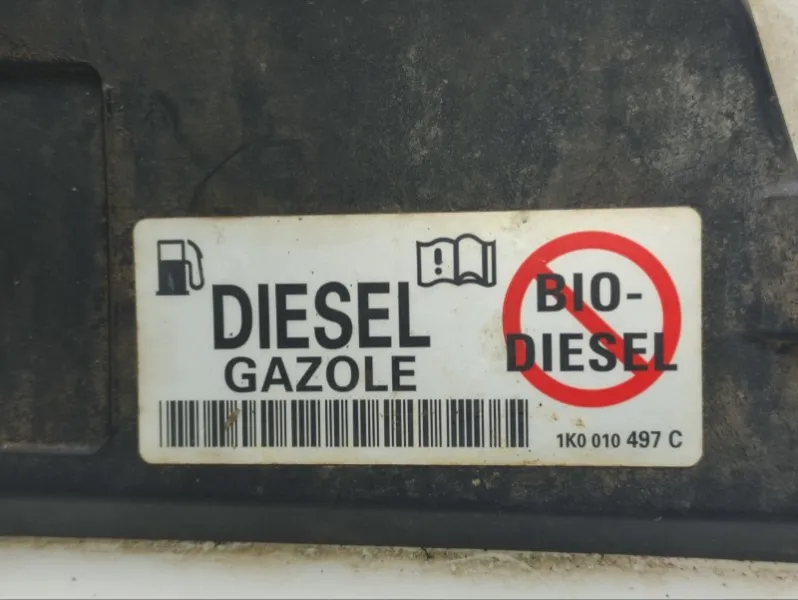 DIESEL
GAZOLE
BIO-
DIESEL
1K0 010 497 C